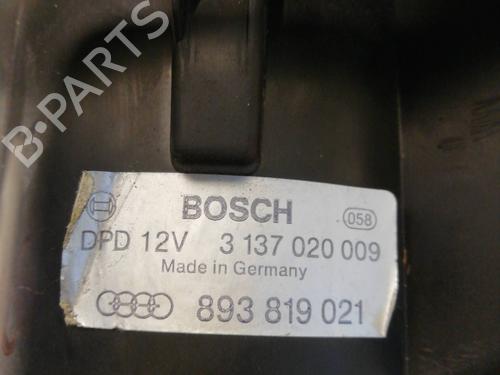 B-PARTS
BOSCH
058
DPD 12V 3 137 020 009
Made in Germany
893 819 021